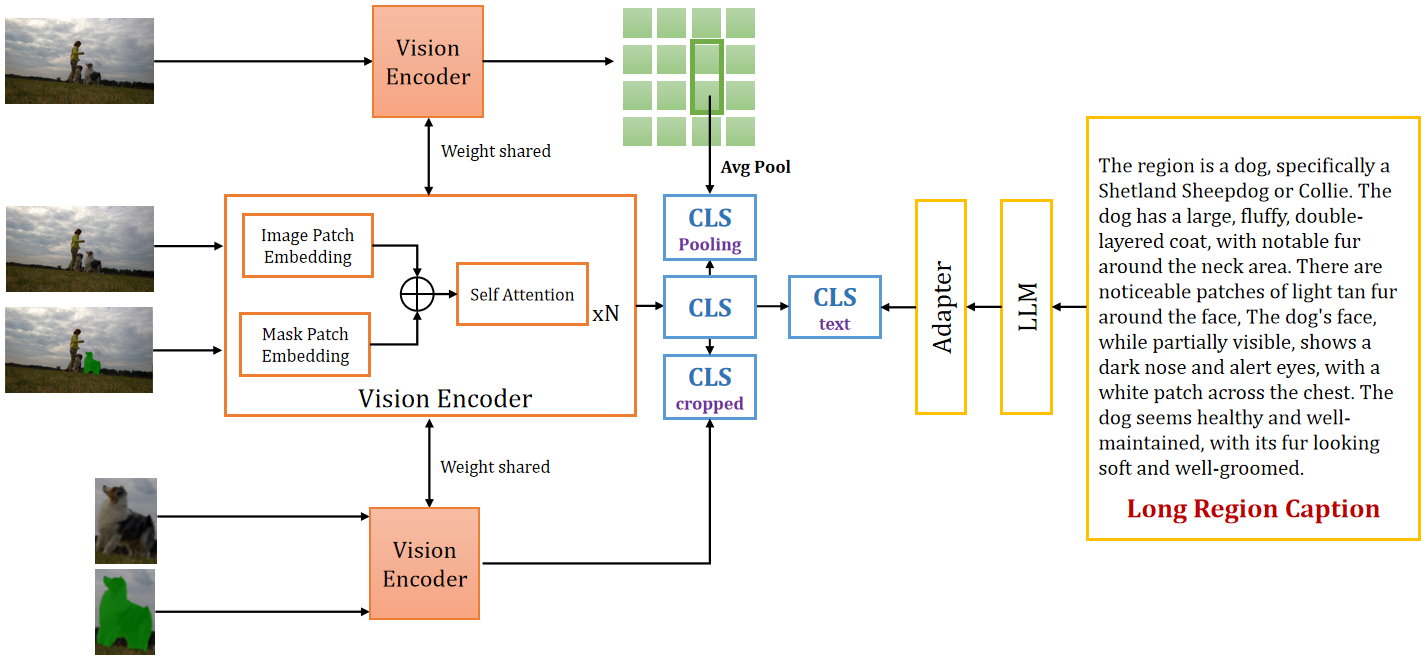 Vision
Encoder
Weight shared
Avg Pool
Image Patch
Embedding
Mask Patch
Embedding
Self Attention
xN
Vision Encoder
CLS
Pooling
CLS
CLS
text
CLS
cropped
Adapter
LLM
The region is a dog, specifically a
Shetland Sheepdog or Collie. The
dog has a large, fluffy, double-
layered coat, with notable fur
around the neck area. There are
noticeable patches of light tan fur
around the face, The dog's face,
while partially visible, shows a
dark nose and alert eyes, with a
white patch across the chest. The
dog seems healthy and well-
maintained, with its fur looking
soft and well-groomed.
Long Region Caption
Weight shared
Vision
Encoder